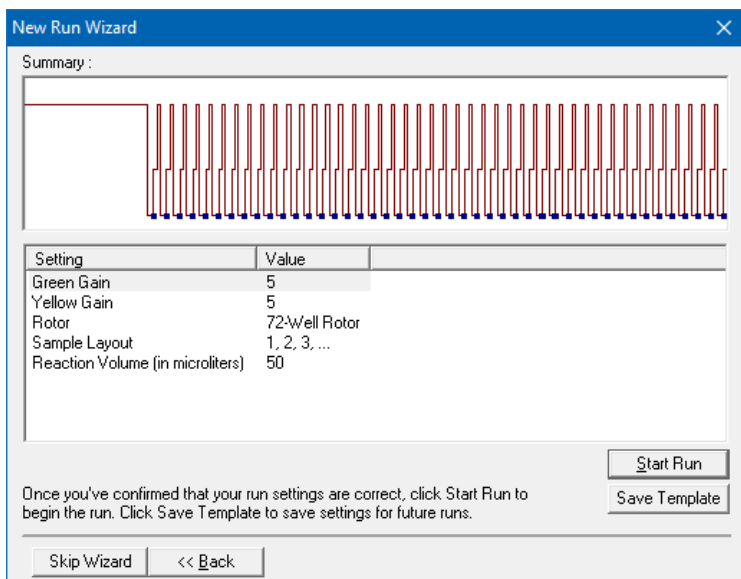 New Run Wizard
Summary :
Setting Value
Green Gain 5
Yellow Gain 5
Rotor 72-Well Rotor
Sample Layout 1, 2, 3, ...
Reaction Volume (in microliters) 50
Start Run
Once you've confirmed that your run settings are correct, click Start Run to
begin the run. Click Save Template to save settings for future runs.
Save Template
Skip Wizard << Back